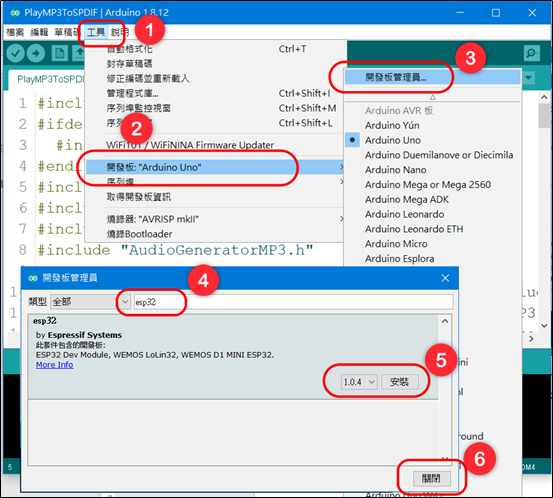 PlayMP3ToSPDIF | Arduino 1.8.12
檔案 編輯 草稿碼 工具 說明
1
自動格式化 Ctrl+T
封存草稿碼
修正編碼並重新載入
管理程式庫... Ctrl+Shift+I
序列埠監控視窗 Ctrl+Shift+M
Ctrl+Shift+L
2
WiFi101 / WiFiNINA Firmware Updater
開發板: "Arduino Uno"
序列埠
取得開發板資訊
燒錄器: "AVRISP mkII"
燒錄Bootloader
3
開發板管理員...
Arduino AVR 板
Arduino Yún
Arduino Uno
Arduino Duemilanove or Diecimila
Arduino Nano
Arduino Mega or Mega 2560
Arduino Mega ADK
Arduino Leonardo
Arduino Leonardo ETH
Arduino Micro
Arduino Esplora
PlayMP3ToSPDIF
1 #incl
2 #ifde
3 #in
4 #endi
5 #incl
6 #incl
7 #incl
8 #include "AudioGeneratorMP3.h"
開發板管理員
4
類型 全部 esp32
esp32
by Espressif Systems
此套件包含的開發板:
ESP32 Dev Module, WEMOS LoLin32, WEMOS D1 MINI ESP32.
More Info
5
1.0.4 安裝
6
關閉
5
OM4